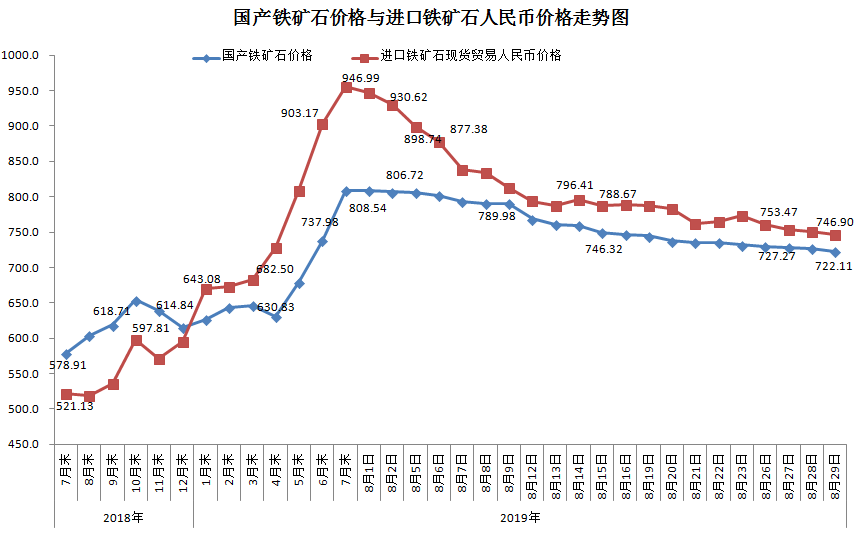 国产铁矿石价格与进口铁矿石人民币价格走势图
国产铁矿石价格
进口铁矿石现货贸易人民币价格
1000.0
950.0
900.0
850.0
800.0
750.0
700.0
650.0
600.0
550.0
500.0
450.0
578.91
618.71
614.84
630.83
737.98
808.54
806.72
789.98
746.32
727.27
722.11
521.13
597.81
643.08
682.50
903.17
946.99
930.62
898.74
877.38
796.41
788.67
753.47
746.90
7月末
8月末
9月末
10月末
11月末
12月末
1月末
2月末
3月末
4月末
5月末
6月末
7月末
8月1日
8月2日
8月5日
8月6日
8月7日
8月8日
8月9日
8月12日
8月13日
8月14日
8月15日
8月16日
8月19日
8月20日
8月21日
8月22日
8月23日
8月26日
8月27日
8月28日
8月29日
2018年
2019年